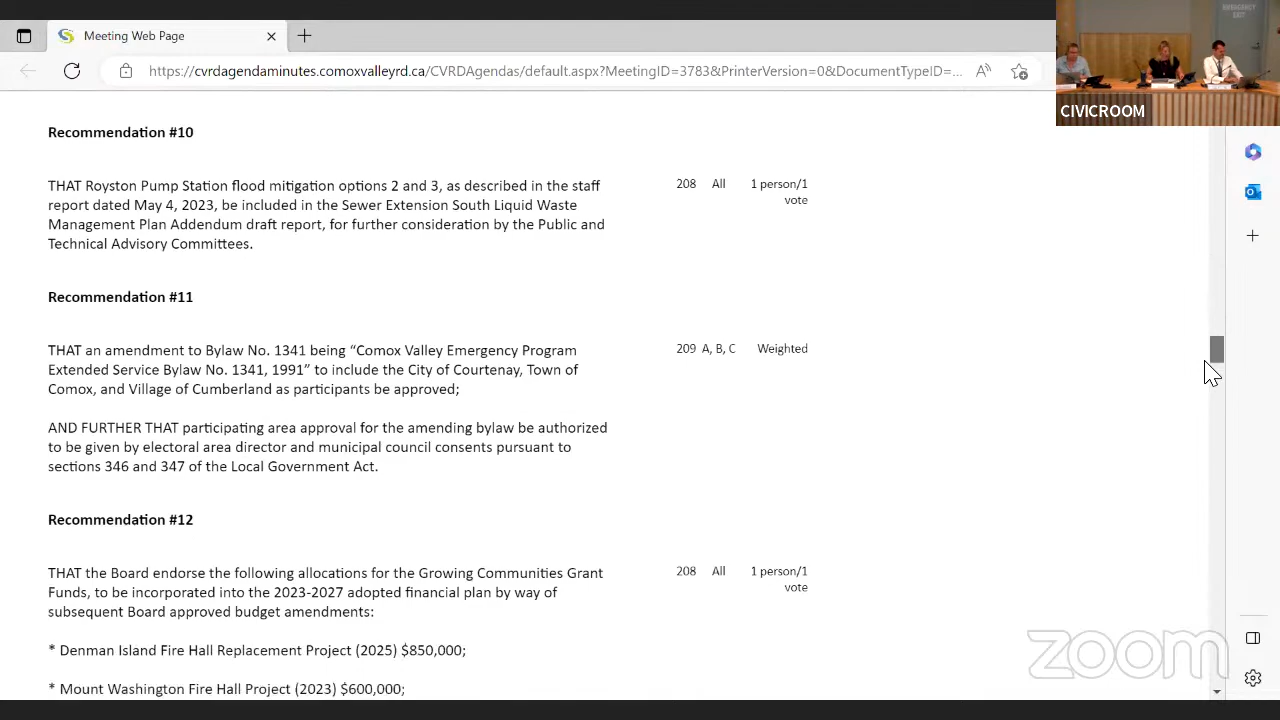 Meeting Web Page
https://cvrdagendaminutes.comoxvalleyrd.ca/CVRDAgendas/default.aspx?MeetingID=3783&PrinterVersion=0&DocumentTypeID=...
EMERGENCY
EXIT
CIVICROOM
Recommendation #10
THAT Royston Pump Station flood mitigation options 2 and 3, as described in the staff
report dated May 4, 2023, be included in the Sewer Extension South Liquid Waste
Management Plan Addendum draft report, for further consideration by the Public and
Technical Advisory Committees.
208 All 1 person/1
vote
Recommendation #11
THAT an amendment to Bylaw No. 1341 being “Comox Valley Emergency Program
Extended Service Bylaw No. 1341, 1991” to include the City of Courtenay, Town of
Comox, and Village of Cumberland as participants be approved;
209 A, B, C Weighted
AND FURTHER THAT participating area approval for the amending bylaw be authorized
to be given by electoral area director and municipal council consents pursuant to
sections 346 and 347 of the Local Government Act.
Recommendation #12
THAT the Board endorse the following allocations for the Growing Communities Grant
Funds, to be incorporated into the 2023-2027 adopted financial plan by way of
subsequent Board approved budget amendments:
208 All 1 person/1
vote
* Denman Island Fire Hall Replacement Project (2025) $850,000;
* Mount Washington Fire Hall Project (2023) $600,000;
zoom